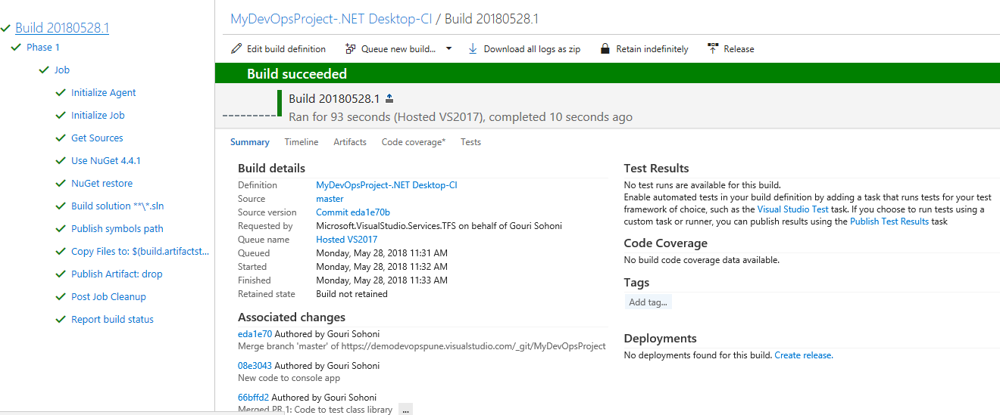 Build 20180528.1
Phase 1
Job
Initialize Agent
Initialize Job
Get Sources
Use NuGet 4.4.1
NuGet restore
Build solution **\*.sln
Publish symbols path
Copy Files to: $(build.artifactst...
Publish Artifact: drop
Post Job Cleanup
Report build status
MyDevOpsProject-.NET Desktop-CI / Build 20180528.1
Edit build definition Queue new build... Download all logs as zip Retain indefinitely Release
Build succeeded
Build 20180528.1
Ran for 93 seconds (Hosted VS2017), completed 10 seconds ago
Summary Timeline Artifacts Code coverage* Tests
Build details
Definition MyDevOpsProject-.NET Desktop-CI
Source master
Source version Commit eda1e70b
Requested by Microsoft.VisualStudio.Services.TFS on behalf of Gouri Sohoni
Queue name Hosted VS2017
Queued Monday, May 28, 2018 11:31 AM
Started Monday, May 28, 2018 11:32 AM
Finished Monday, May 28, 2018 11:33 AM
Retained state Build not retained
Associated changes
eda1e70 Authored by Gouri Sohoni
Merge branch 'master' of https://demodevopspune.visualstudio.com/_git/MyDevOpsProject
08e3043 Authored by Gouri Sohoni
New code to console app
66bffd2 Authored by Gouri Sohoni
Merged PR 1: Code to test class library ...
Test Results
No test runs are available for this build.
Enable automated tests in your build definition by adding a task that runs tests for your test
framework of choice, such as the Visual Studio Test task. If you choose to run tests using a
custom task or runner, you can publish results using the Publish Test Results task
Code Coverage
No build code coverage data available.
Tags
Add tag...
Deployments
No deployments found for this build. Create release.